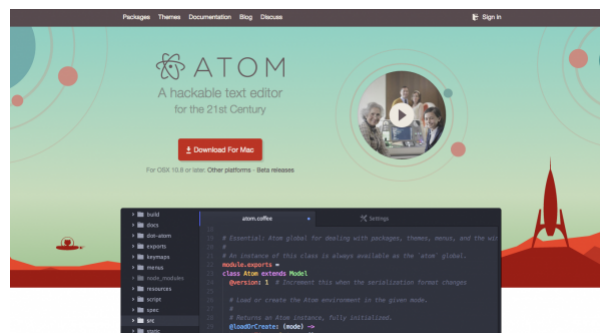 Packages Themes Documentation Blog Discuss Sign in
ATOM
A hackable text editor
for the 21st Century
Download For Mac
For OSX 10.8 or later. Other platforms - Beta releases
build
docs
dot-atom
exports
keymaps
menus
node_modules
resources
script
spec
src
static
atom.coffee
Settings
# Essential: Atom global for dealing with packages, themes, menus, and the win
#
# An instance of this class is always available as the `atom` global.
module.exports =
class Atom extends Model
@version: 1 # Increment this when the serialization format changes
# Load or create the Atom environment in the given mode.
#
# Returns an Atom instance, fully initialized.
@loadOrCreate: (mode) ->